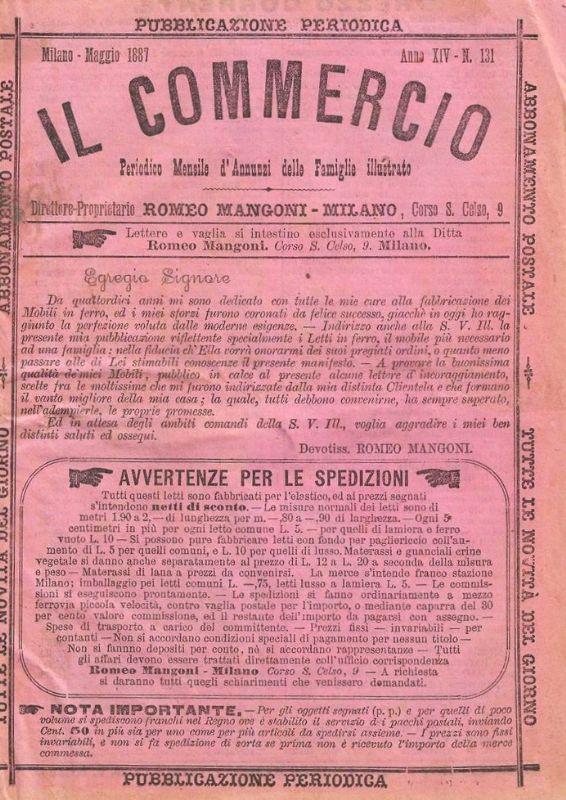 PUBBLICAZIONE PERIODICA
Milano - Maggio 1887
Anno XIV - N. 131
IL COMMERCIO
Periodico Mensile d'Annunzi delle Famiglie illustrato
Direttore-Proprietario ROMEO MANGONI - MILANO, Corso S. Celso, 9
Lettere e vaglia si intestino esclusivamente alla Ditta
Romeo Mangoni. Corso S. Celso, 9. Milano.
Egregio Signore
Da quattordici anni mi sono dedicato con tutte le mie cure alla fabbricazione dei
Mobili in ferro, ed i miei sforzi furono coronati da felice successo, giacchè in oggi ho rag-
giunto la perfezione voluta dalle moderne esigenze. — Indirizzo anche alla S. V. Ill. la
presente mia pubblicazione riflettente specialmente i Letti in ferro, il mobile più necessario
ad una famiglia: nella fiducia ch'Ella vorrà onorarmi dei suoi pregiati ordini, o quanto meno
passare alle di Lei stimabili conoscenze il presente manifesto. — A provare la buonissima
qualità de' miei Mobili, pubblico in calce al presente alcune lettere d'incoraggiamento,
scelte fra le moltissime che mi furono indirizzate dalla mia distinta Clientela e che formano
il vanto migliore della mia casa; la quale, tutti debbono convenirne, ha sempre superato,
nell'adempierle, le proprie promesse.
Ed in attesa degli ambiti comandi della S. V. Ill., voglia aggradire i miei ben
distinti saluti ed ossequi.
Devotiss. ROMEO MANGONI.
AVVERTENZE PER LE SPEDIZIONI
Tutti questi letti sono fabbricati per l'elastico, ed ai prezzi segnati
s'intendono netti di sconto. — Le misure normali dei letti sono di
metri 1.90 a 2, — di lunghezza per m. —,80 a —,90 di larghezza. — Ogni 5
centimetri in più per ogni letto comune L. 5. — per quelli di lamiera e ferro
vuoto L. 10 — Si possono pure fabbricare letti con fondo per pagliericcio coll'au-
mento di L. 5 per quelli comuni, e L. 10 per quelli di lusso. Materassi e guanciali crine
vegetale si danno anche separatamente al prezzo di L. 12 a L. 20 a seconda della misura
e peso — Materassi di lana a prezzi da convenirsi. La merce s'intende franco stazione
Milano; imballaggio pei letti comuni L. —,75, letti lusso a lamiera L. 5. — Le commis-
sioni si eseguiscono prontamente. — Le spedizioni si fanno ordinariamente a mezzo
ferrovia piccola velocità, contro vaglia postale per l'importo, o mediante caparra del 30
per cento valore commissione, ed il restante dell'importo da pagarsi con assegno. —
Spese di trasporto a carico del committente. — Prezzi fissi — invariabili — per
contanti — Non si accordano condizioni speciali di pagamento per nessun titolo —
Non si fannno depositi per conto, nè si accordano rappresentanze — Tutti
gli affari devono essere trattati direttamente coll'ufficio corrispondenza
Romeo Mangoni - Milano Corso S. Celso, 9 — A richiesta
si daranno tutti quegli schiarimenti che venissero domandati.
NOTA IMPORTANTE. — Per gli oggetti segnati (p. p.) e per quelli di poco
volume si spediscono franchi nel Regno ove è stabilito il servizio di pacchi postali, inviando
Cent. 50 in più sia per uno come per più articoli da spedirsi assieme. — I prezzi sono fissi
invariabili, e non si fa spedizione di sorta se prima non è ricevuto l'importo della merce
commessa.
PUBBLICAZIONE PERIODICA
ABBONAMENTO POSTALE
TUTTE LE NOVITÀ DEL GIORNO
ABBONAMENTO POSTALE
TUTTE LE NOVITÀ DEL GIORNO